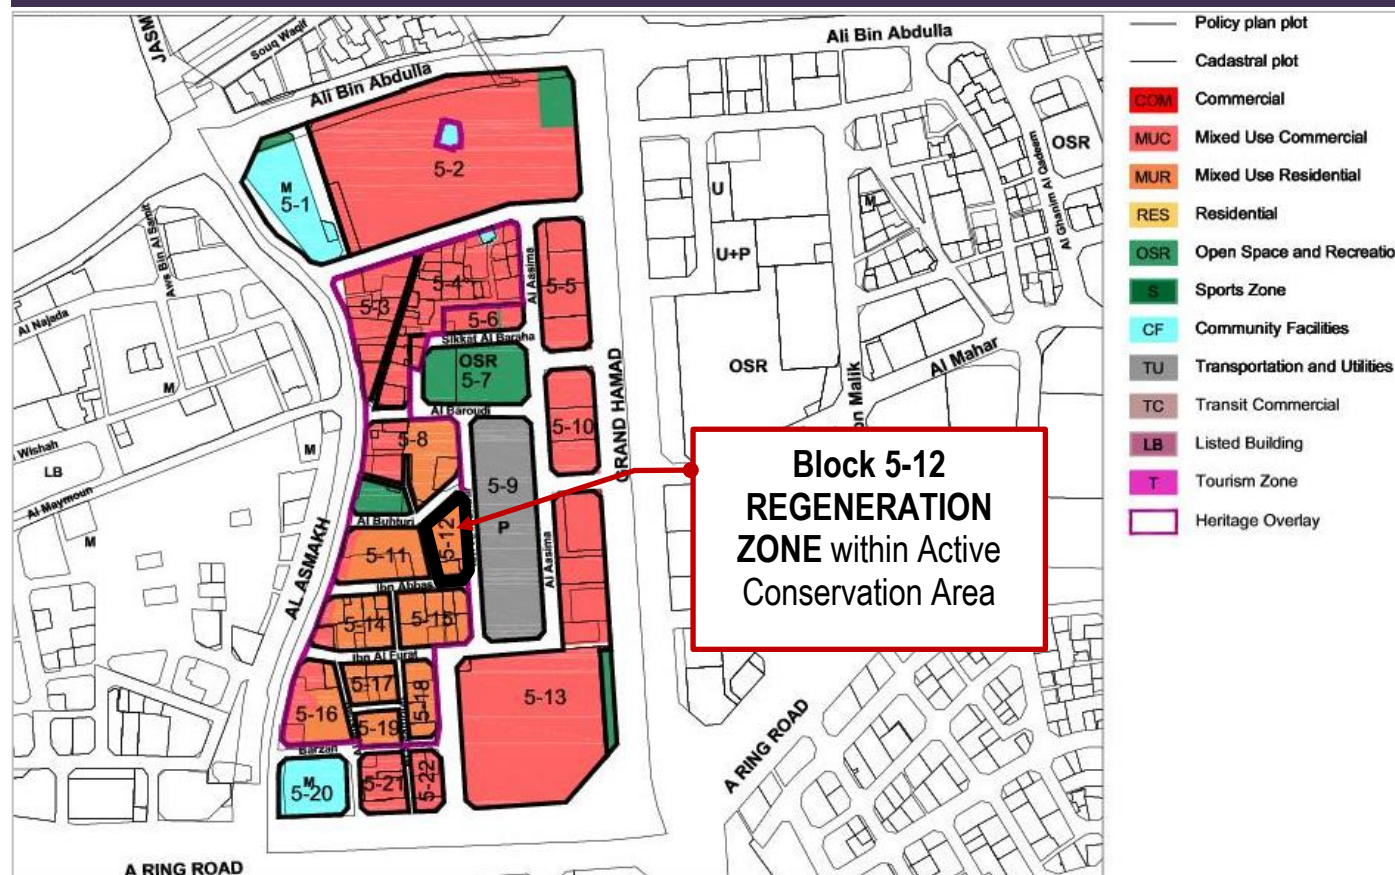 JASM
Souq Waqif
Ali Bin Abdulla
Ali Bin Abdulla
Policy plan plot
Cadastral plot
COM Commercial
MUC Mixed Use Commercial
MUR Mixed Use Residential
RES Residential
OSR Open Space and Recreatio
S Sports Zone
CF Community Facilities
TU Transportation and Utilities
TC Transit Commercial
LB Listed Building
T Tourism Zone
Heritage Overlay
5-2
M
5-1
OSR
Al Ghanim Al Qadeem
U
M
U+P
Aws Bin Al Samit
Al Najada
M
Al Aasima
5-3
5-4
5-5
5-6
Sikkat Al Baraha
OSR
5-7
Al Baroudi
GRAND HAMAD
OSR
Al Mahar
on Malik
5-10
5-8
5-9
P
Wishah
LB
Al Maymoun
M
M
AL ASMAKH
Al Buhturi
5-11
5-12
Ibn Abbas
Al Aasima
Block 5-12
REGENERATION
ZONE within Active
Conservation Area
5-14
5-15
Ibn Al Furat
5-17
5-18
5-16
5-19
Barzan
5-13
M
5-20
5-21
5-22
A RING ROAD
A RING ROAD